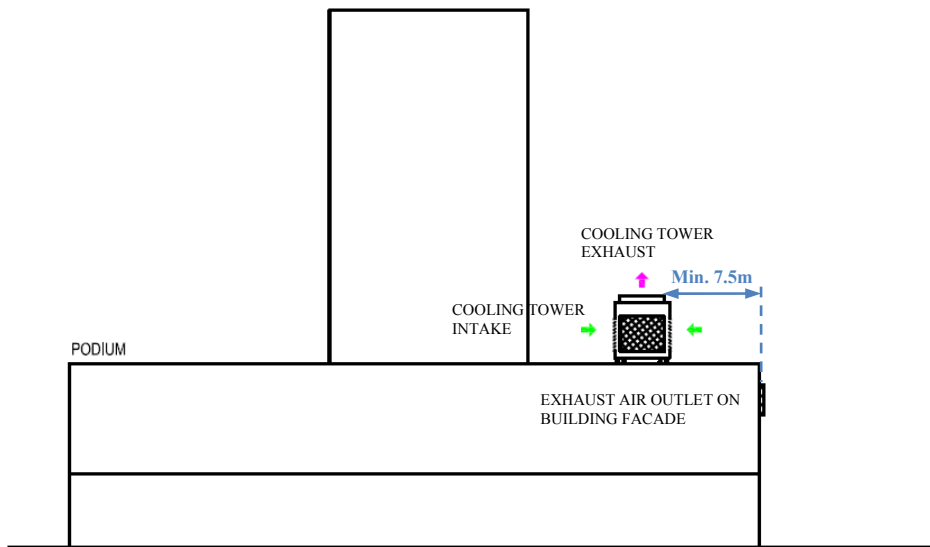 COOLING TOWER
EXHAUST
Min. 7.5m
COOLING TOWER
INTAKE
PODIUM
EXHAUST AIR OUTLET ON
BUILDING FACADE